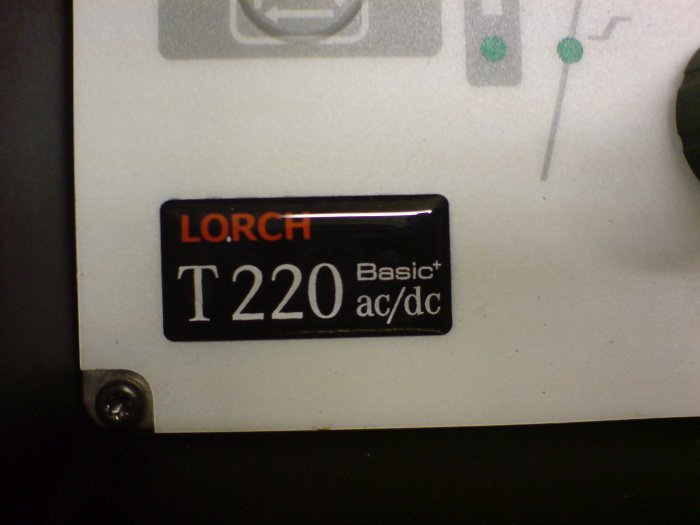 LORCH
T 220 Basic+
ac/dc